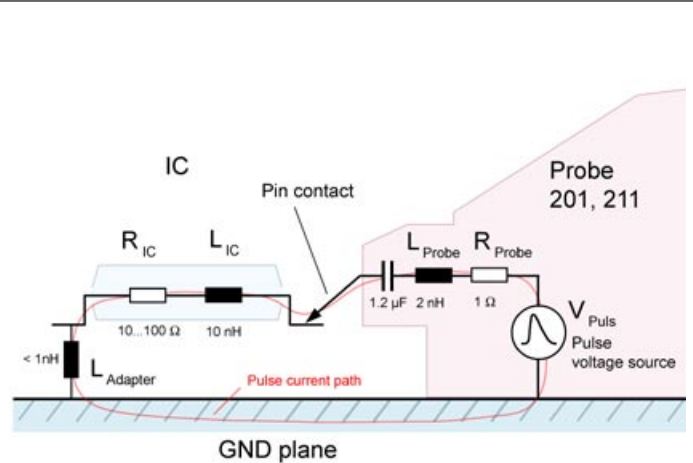 IC
Probe
201, 211
Pin contact
R IC
L IC
L Probe
R Probe
10...100 Ω
10 nH
1.2 µF
2 nH
1 Ω
V Puls
Pulse
voltage source
< 1nH
L Adapter
Pulse current path
GND plane